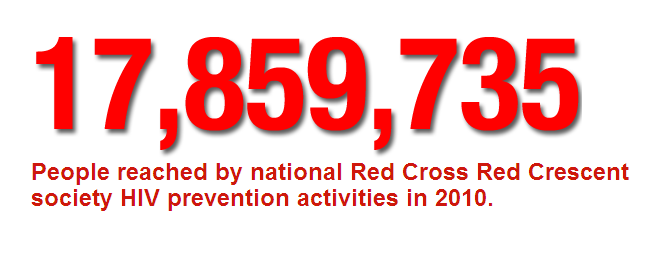 17,859,735
People reached by national Red Cross Red Crescent
society HIV prevention activities in 2010.